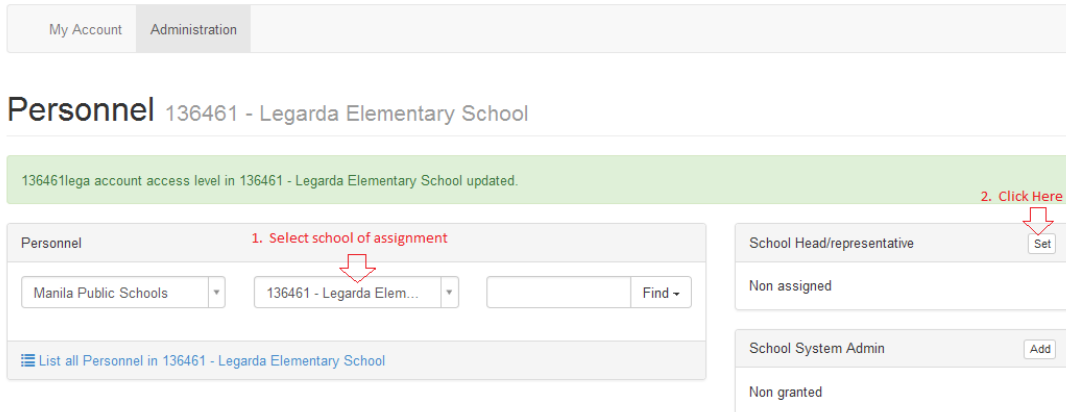 My Account Administration
Personnel 136461 - Legarda Elementary School
136461lega account access level in 136461 - Legarda Elementary School updated.
2. Click Here
Personnel
1. Select school of assignment
School Head/representative Set
Manila Public Schools 136461 - Legarda Elem... Find
Non assigned
List all Personnel in 136461 - Legarda Elementary School
School System Admin Add
Non granted